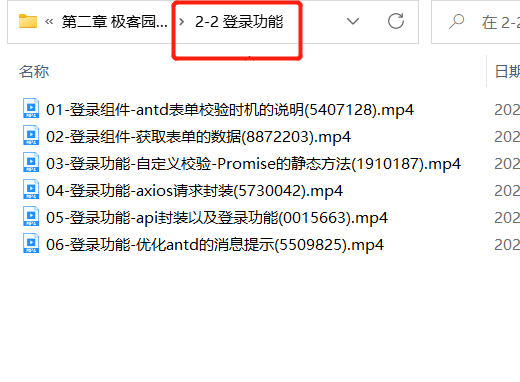 « 第二章 极客园... › 2-2 登录功能 在 2-2
名称 日期
01-登录组件-antd表单校验时机的说明(5407128).mp4 202
02-登录组件-获取表单的数据(8872203).mp4 202
03-登录功能-自定义校验-Promise的静态方法(1910187).mp4 202
04-登录功能-axios请求封装(5730042).mp4 202
05-登录功能-api封装以及登录功能(0015663).mp4 202
06-登录功能-优化antd的消息提示(5509825).mp4 202